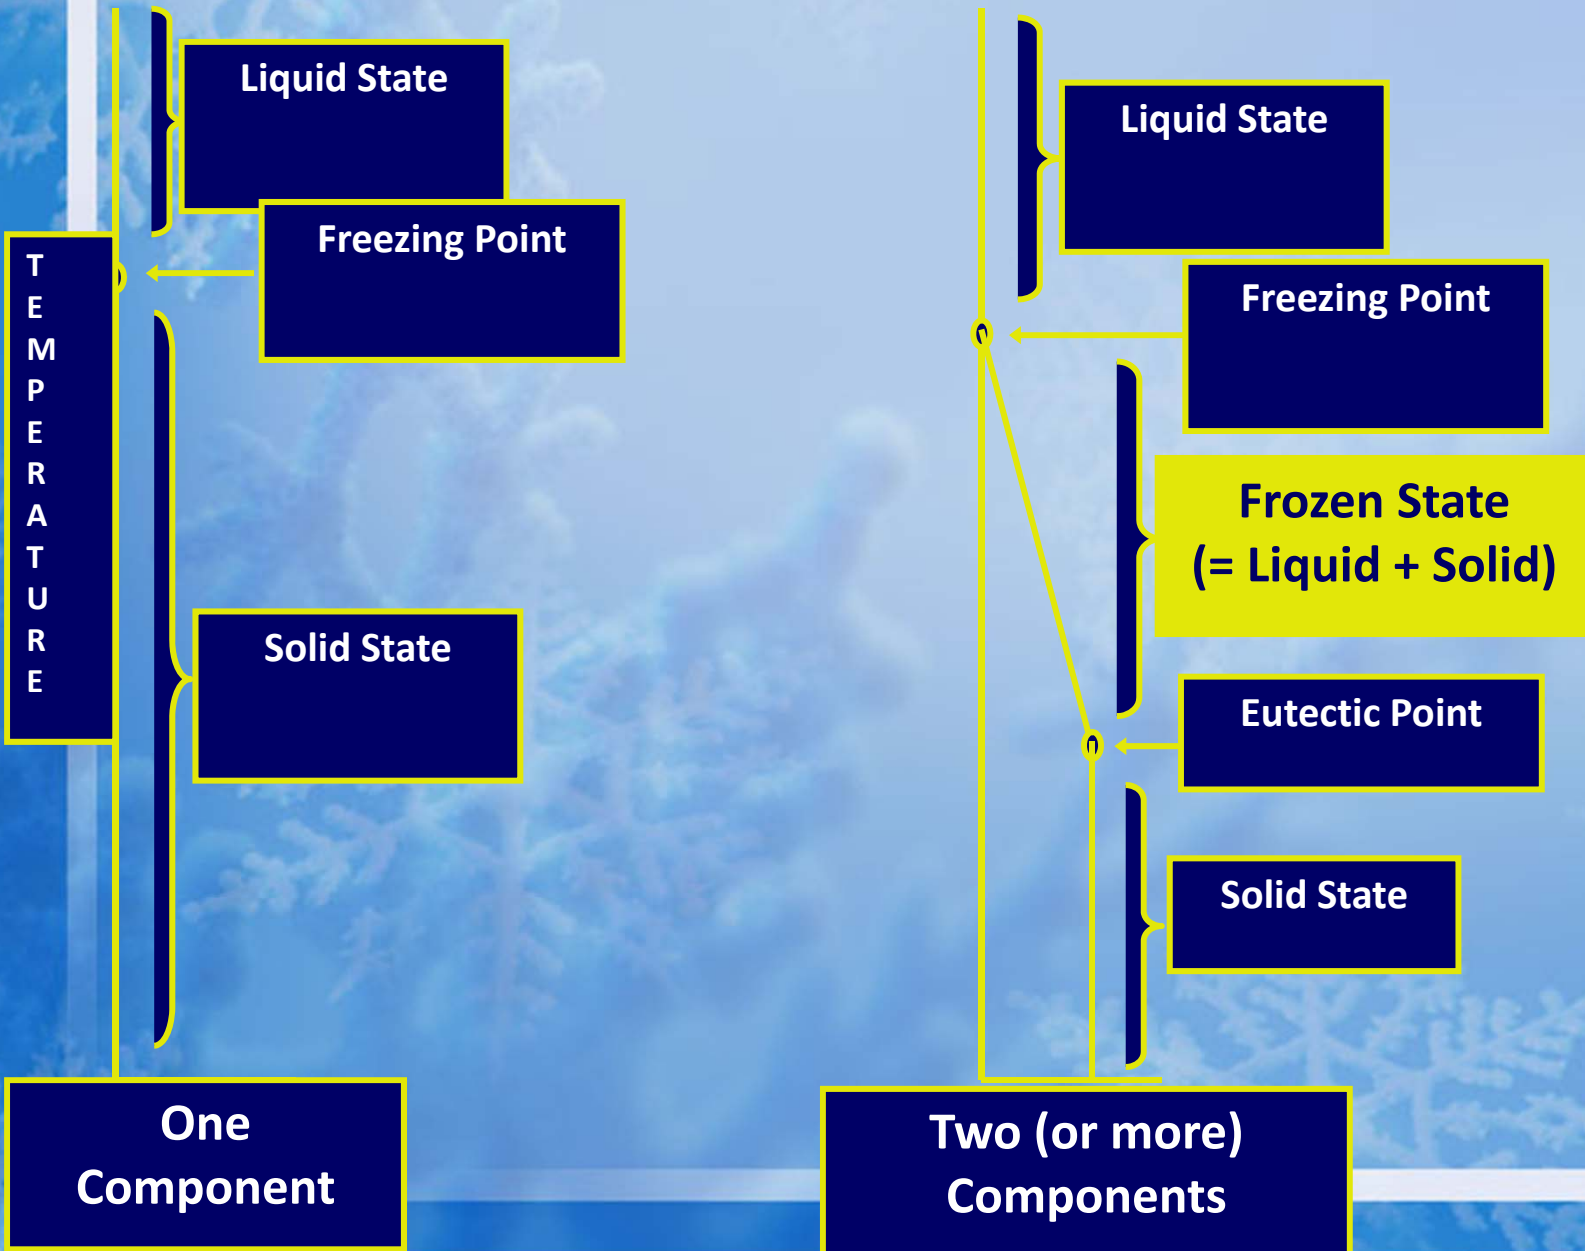 Liquid State
Freezing Point
T
E
M
P
E
R
A
T
U
R
E
Solid State
One
Component
Liquid State
Freezing Point
Frozen State
(= Liquid + Solid)
Eutectic Point
Solid State
Two (or more)
Components